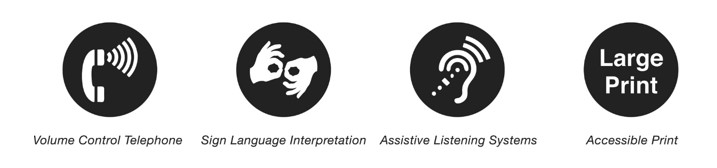 Large
Print
Volume Control Telephone
Sign Language Interpretation
Assistive Listening Systems
Accessible Print